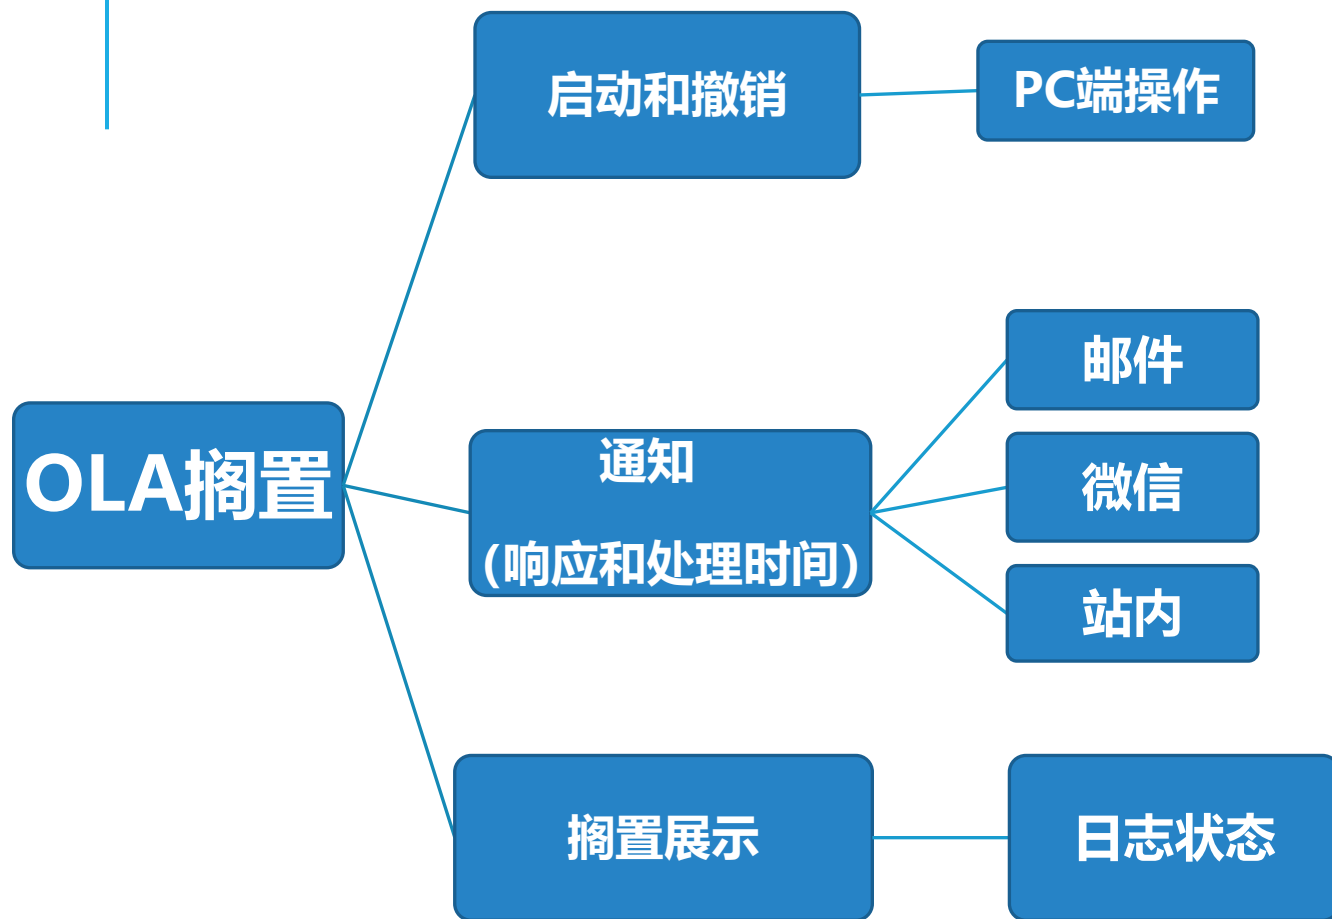 启动和撤销
PC端操作
OLA搁置
通知
（响应和处理时间）
邮件
微信
站内
搁置展示
日志状态